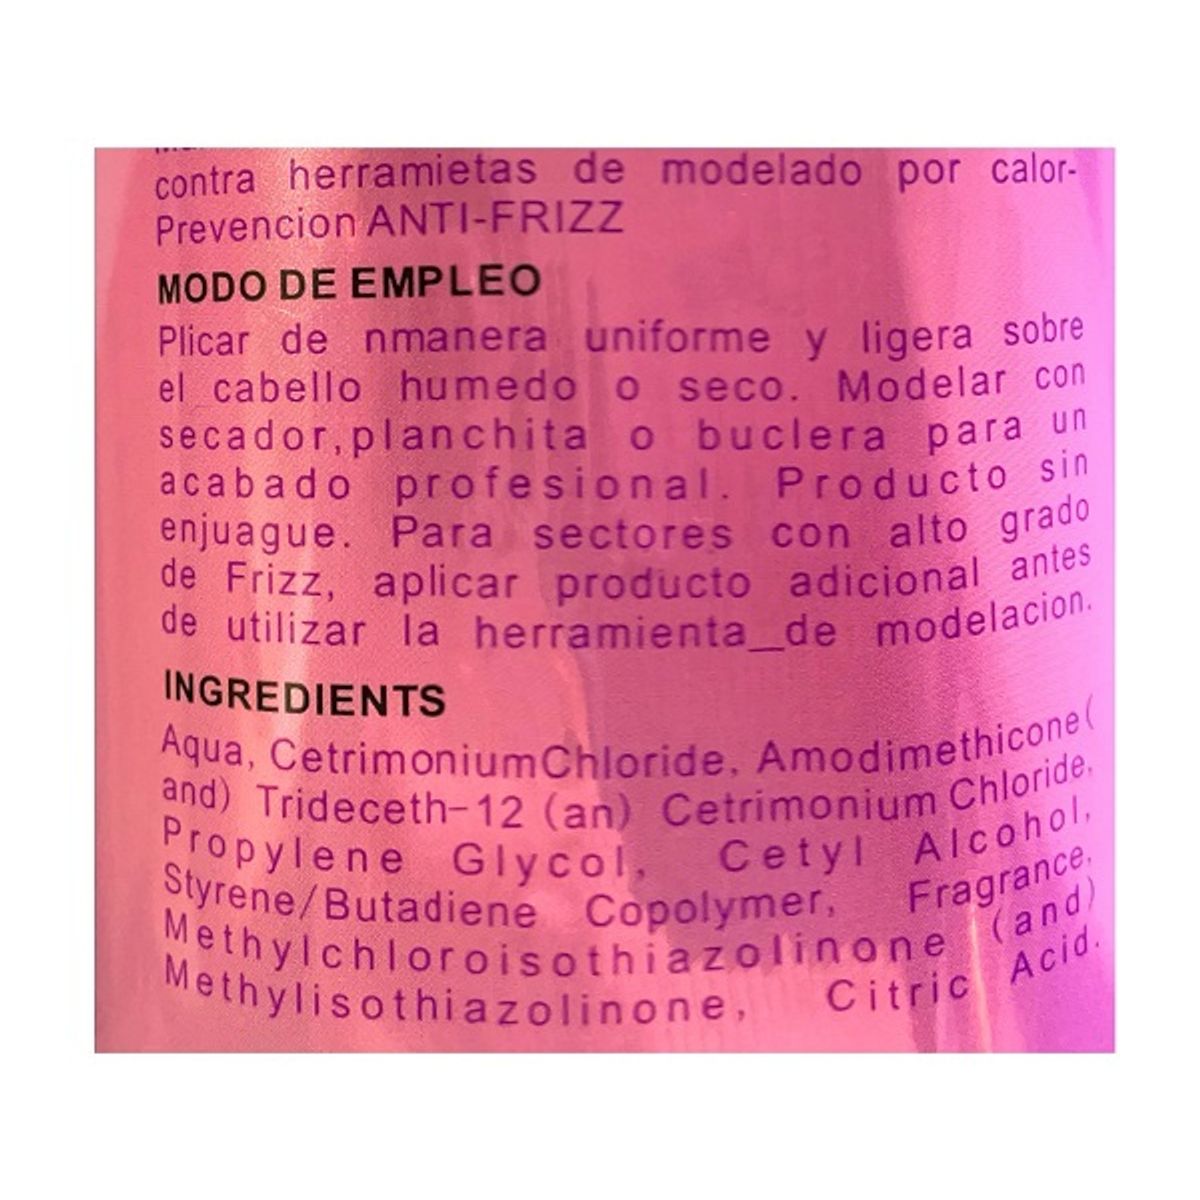 contra herramietas de modelado por calor-
Prevencion ANTI-FRIZZ
MODO DE EMPLEO
Plicar de nmanera uniforme y ligera sobre
el cabello humedo o seco. Modelar con
secador,planchita o buclera para un
acabado profesional. Producto sin
enjuague. Para sectores con alto grado
de Frizz, aplicar producto adicional antes
de utilizar la herramienta_de modelacion.
INGREDIENTS
Aqua, CetrimoniumChloride, Amodimethicone(
and) Trideceth-12 (an) Cetrimonium Chloride,
Propylene Glycol, Cetyl Alcohol,
Styrene/Butadiene Copolymer, Fragrance,
Methylchloroisothiazolinone (and)
Methylisothiazolinone, Citric Acid.